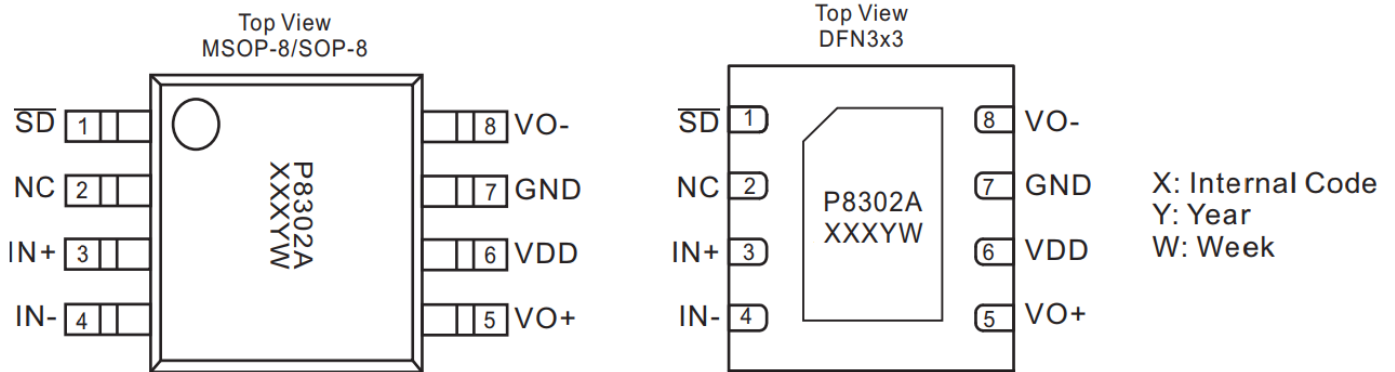 Top View
MSOP-8/SOP-8
S̅D̅ 1
NC 2
IN+ 3
IN- 4
P8302A
XXXYW
8 VO-
7 GND
6 VDD
5 VO+
Top View
DFN3x3
S̅D̅ 1
NC 2
IN+ 3
IN- 4
P8302A
XXXYW
8 VO-
7 GND
6 VDD
5 VO+
X: Internal Code
Y: Year
W: Week